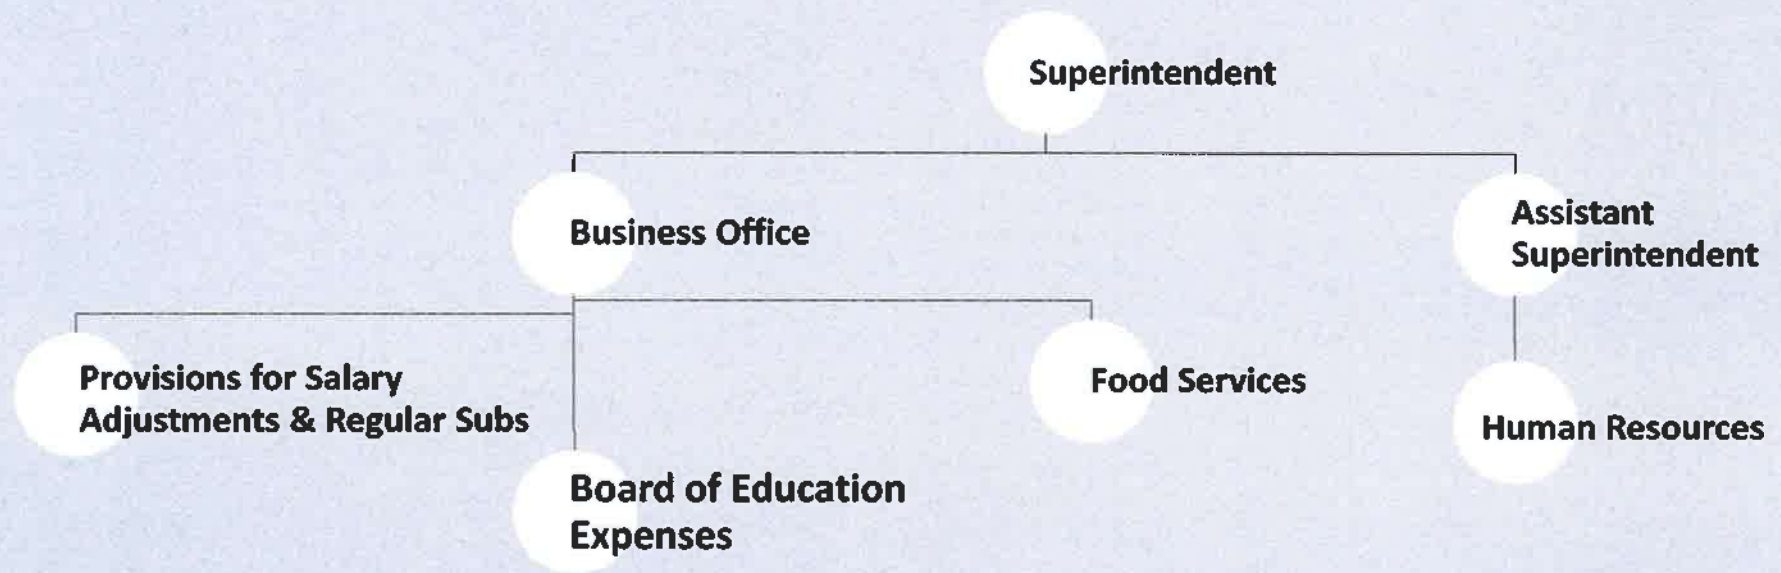 Superintendent
Business Office
Assistant
Superintendent
Provisions for Salary
Adjustments & Regular Subs
Food Services
Human Resources
Board of Education
Expenses